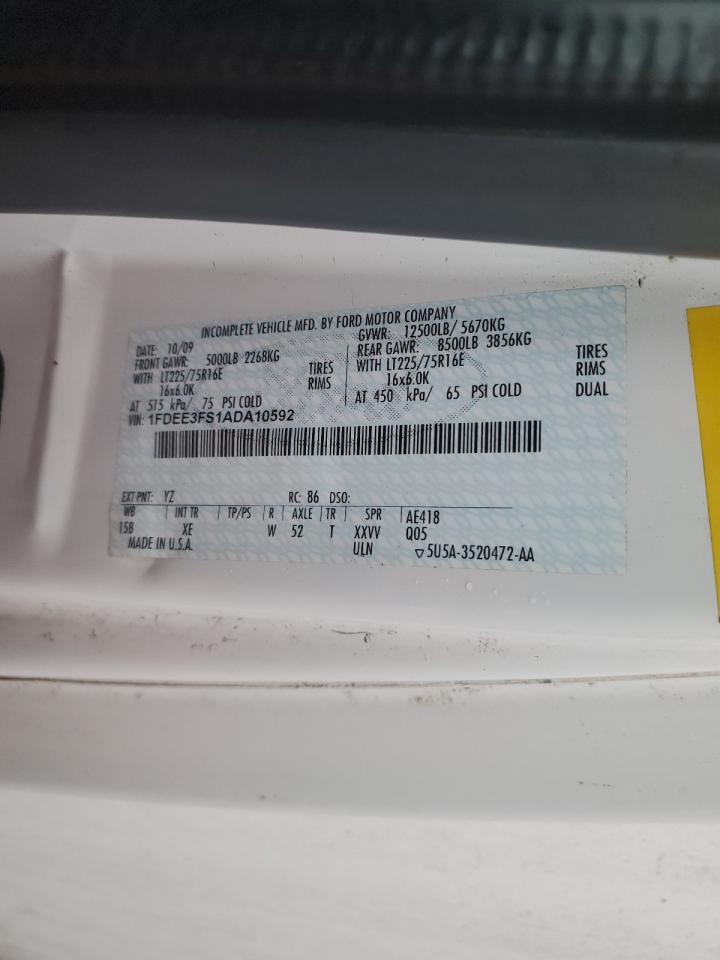 INCOMPLETE VEHICLE MFD. BY FORD MOTOR COMPANY
DATE: 10/09 GVWR: 12500LB/ 5670KG
FRONT GAWR: 5000LB 2268KG REAR GAWR: 8500LB 3856KG
WITH LT225/75R16E TIRES WITH LT225/75R16E TIRES
16x6.0K RIMS 16x6.0K RIMS
AT 515 kPa/ 75 PSI COLD AT 450 kPa/ 65 PSI COLD DUAL
VIN: 1FDEE3FS1ADA10592
EXT PNT: YZ RC: 86 DSO:
WB | INT TR | TP/PS | R | AXLE | TR | SPR | AE418
158 XE W 52 T XXVV Q05
MADE IN U.S.A. ULN ▽5U5A-3520472-AA